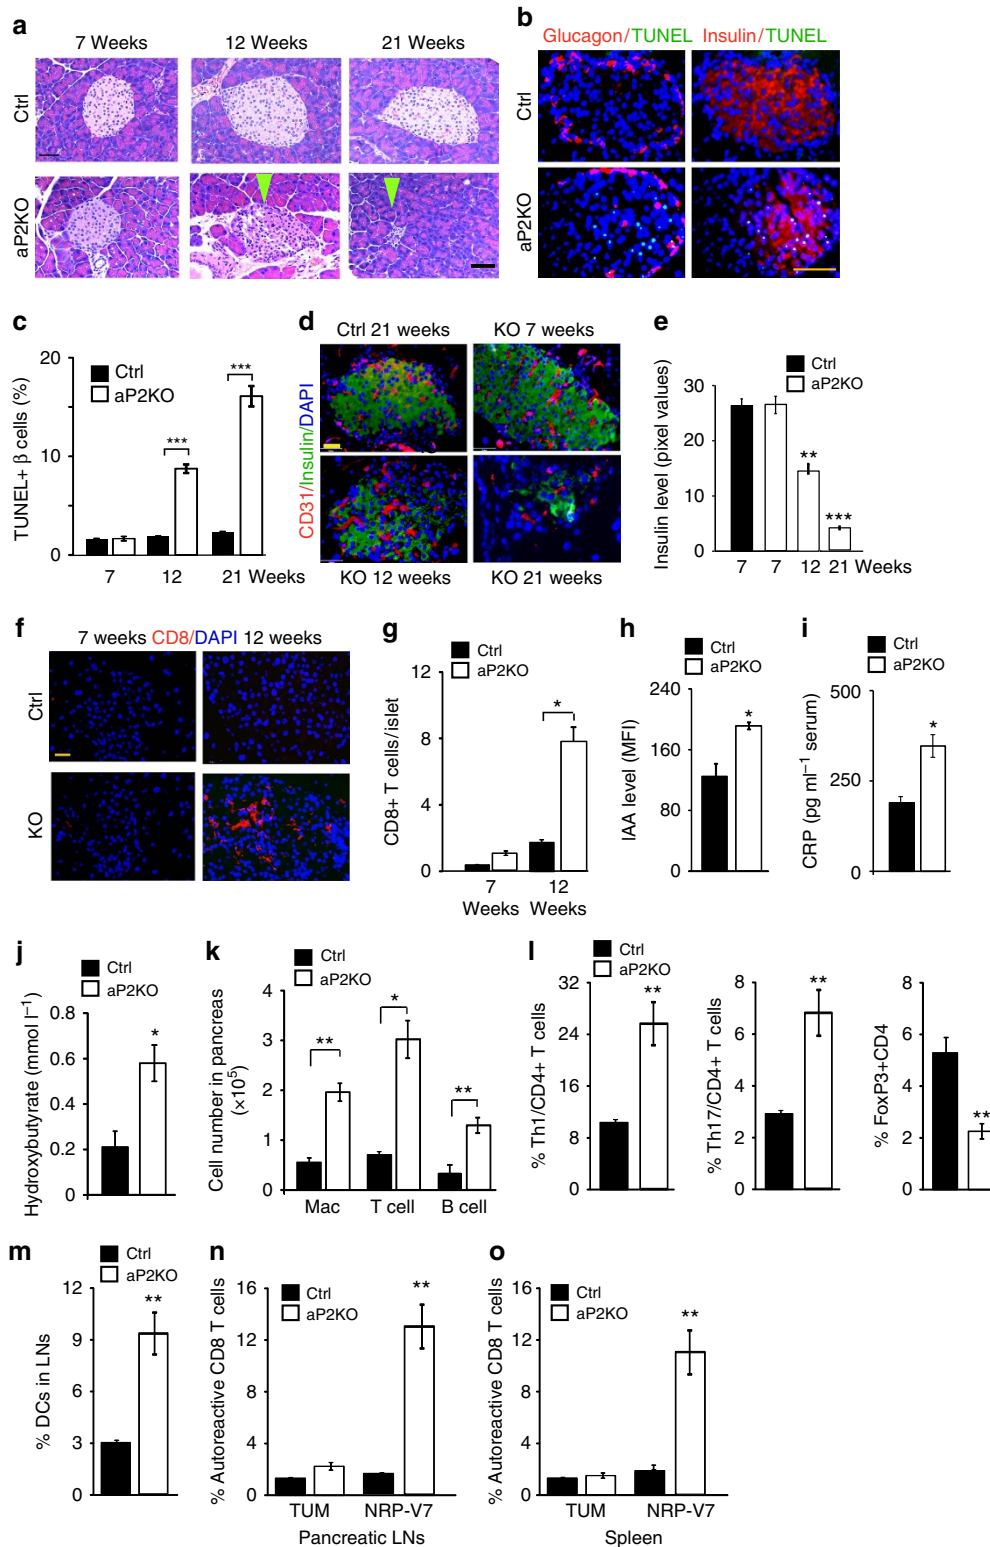 a
7 Weeks 12 Weeks 21 Weeks
Ctrl
aP2KO
b
Glucagon/TUNEL Insulin/TUNEL
Ctrl
aP2KO
c
Ctrl
aP2KO
TUNEL+ β cells (%)
20
10
0
*** ***
7 12 21 Weeks
d
Ctrl 21 weeks KO 7 weeks
CD31/Insulin/DAPI
KO 12 weeks KO 21 weeks
e
Ctrl
aP2KO
Insulin level (pixel values)
30
20
10
0
**
***
7 7 12 21 Weeks
f
7 weeks CD8/DAPI 12 weeks
Ctrl
KO
g
Ctrl
aP2KO
CD8+ T cells/islet
12
8
4
0
*
7 12
Weeks Weeks
h
Ctrl
aP2KO
IAA level (MFI)
240
160
80
0
*
i
Ctrl
aP2KO
CRP (pg ml⁻¹ serum)
500
250
0
*
j
Ctrl
aP2KO
Hydroxybutyrate (mmol l⁻¹)
0.8
0.6
0.4
0.2
0
*
k
Ctrl
aP2KO
Cell number in pancreas
(×10⁵)
4
3
2
1
0
** * **
Mac T cell B cell
l
Ctrl
aP2KO
% Th1/CD4+ T cells
32
24
16
8
0
**
% Th17/CD4+ T cells
8
6
4
2
0
**
% FoxP3+CD4
8
6
4
2
0
**
m
Ctrl
aP2KO
% DCs in LNs
12
9
6
3
0
**
n
Ctrl
aP2KO
% Autoreactive CD8 T cells
16
12
8
4
0
**
TUM NRP-V7
Pancreatic LNs
o
Ctrl
aP2KO
% Autoreactive CD8 T cells
16
12
8
4
0
**
TUM NRP-V7
Spleen